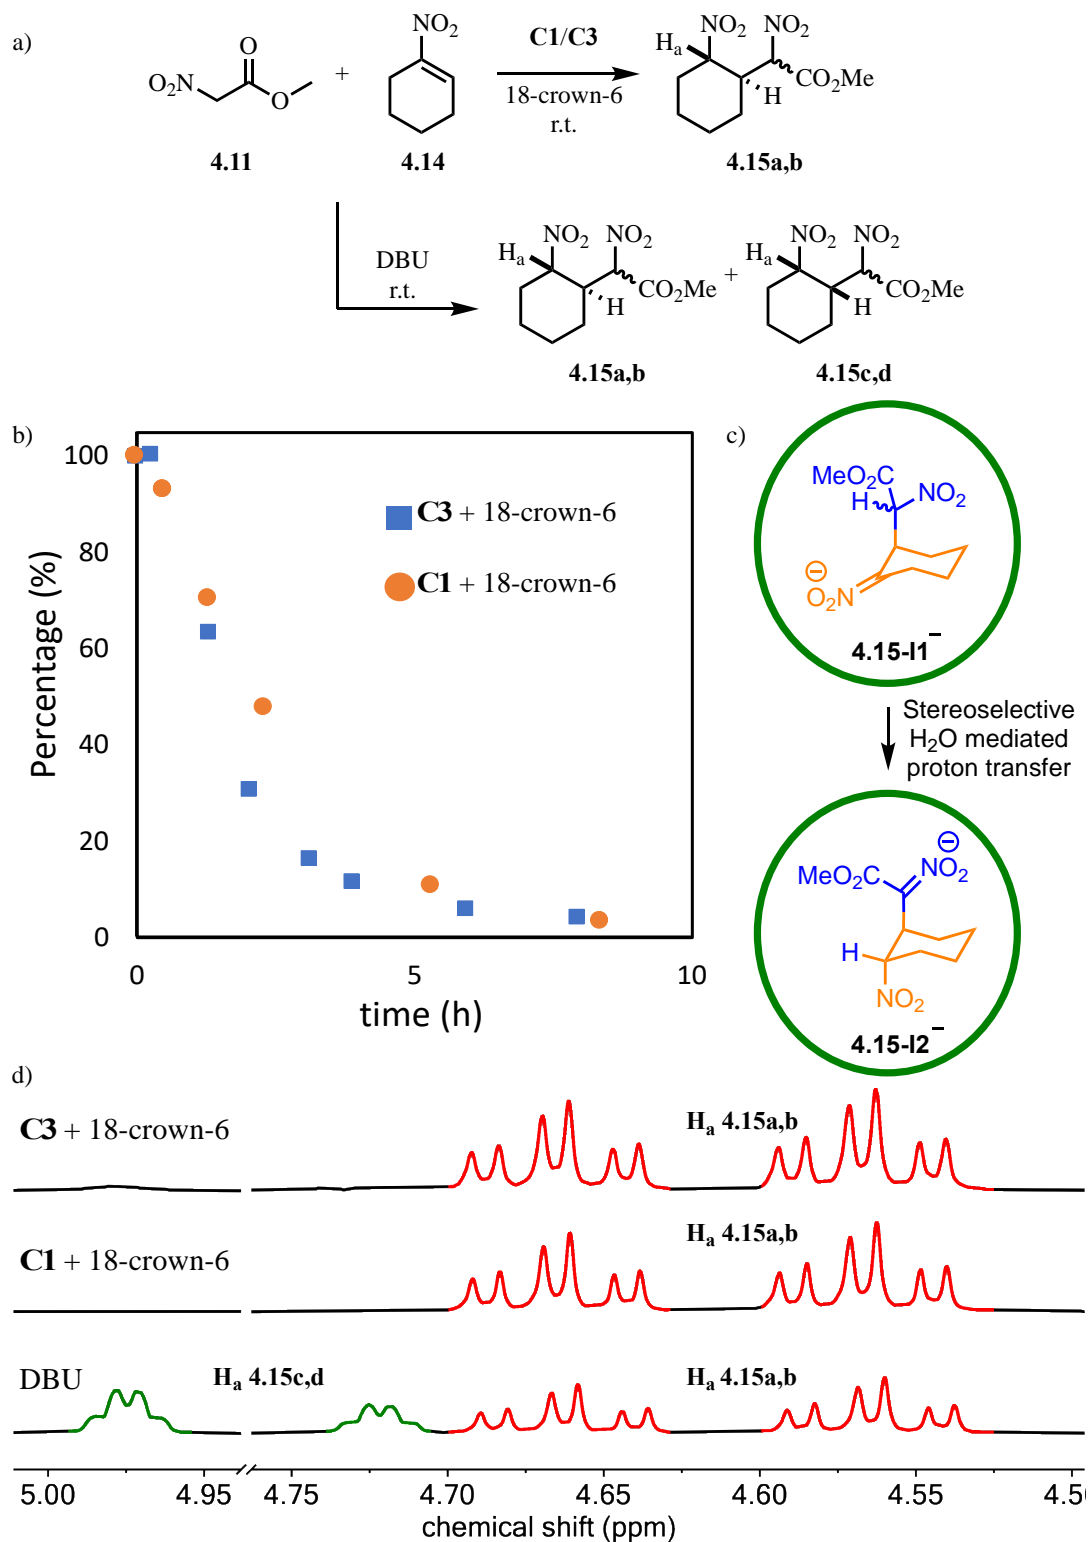 a)
O₂N
O
O
4.11
+
NO₂
4.14
C1/C3
18-crown-6
r.t.
Hₐ
NO₂
NO₂
CO₂Me
H
4.15a,b
DBU
r.t.
Hₐ
NO₂
NO₂
CO₂Me
H
4.15a,b
+
Hₐ
NO₂
NO₂
CO₂Me
H
4.15c,d
b)
Percentage (%)
100
80
60
40
20
0
0
5
10
time (h)
C3 + 18-crown-6
C1 + 18-crown-6
c)
MeO₂C
H
NO₂
⊖
O₂N
4.15-I1⁻
Stereoselective
H₂O mediated
proton transfer
⊖
MeO₂C
NO₂
H
NO₂
4.15-I2⁻
d)
C3 + 18-crown-6
Hₐ 4.15a,b
C1 + 18-crown-6
Hₐ 4.15a,b
DBU
Hₐ 4.15c,d
Hₐ 4.15a,b
5.00 4.95 4.75 4.70 4.65 4.60 4.55 4.50
chemical shift (ppm)